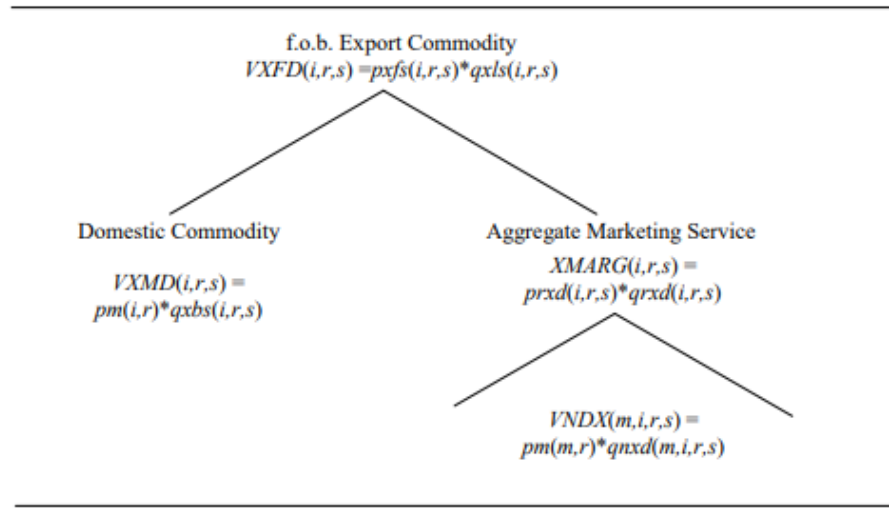 f.o.b. Export Commodity
VXFD(i,r,s) =pxfs(i,r,s)*qxls(i,r,s)
Domestic Commodity
VXMD(i,r,s) =
pm(i,r)*qxbs(i,r,s)
Aggregate Marketing Service
XMARG(i,r,s) =
prxd(i,r,s)*qrxd(i,r,s)
VNDX(m,i,r,s) =
pm(m,r)*qnxd(m,i,r,s)